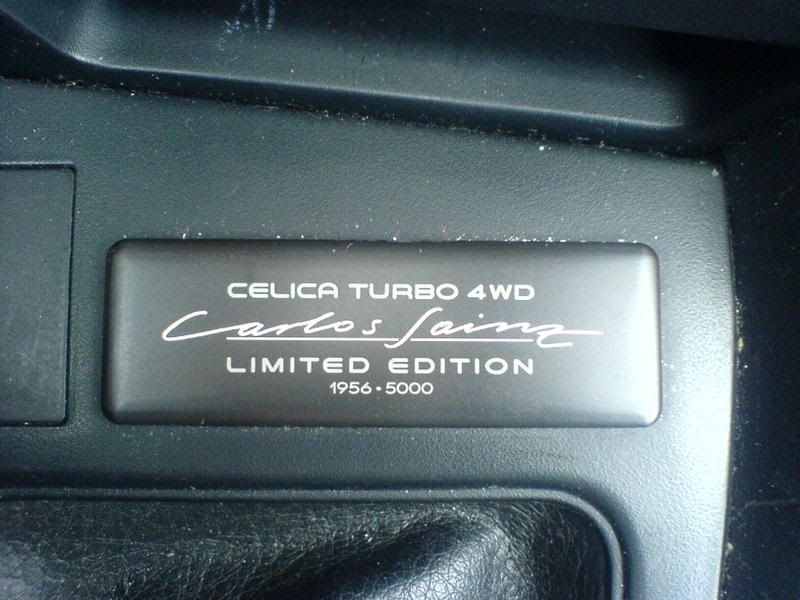 CELICA TURBO 4WD
Carlos Sainz
LIMITED EDITION
1956•5000